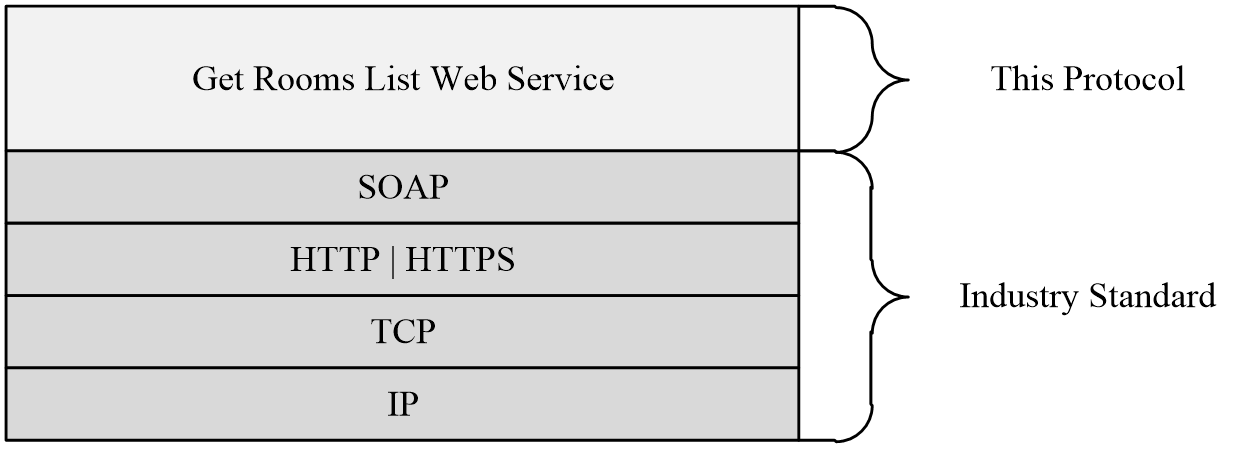 Get Rooms List Web Service
This Protocol
SOAP
HTTP | HTTPS
TCP
IP
Industry Standard